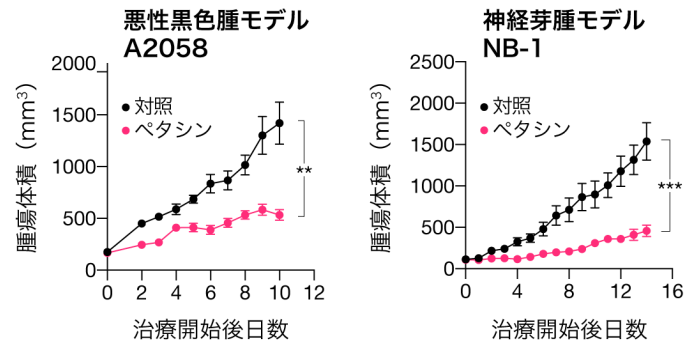 悪性黒色腫モデル
A2058
腫瘍体積（mm³）
2000
1500
1000
500
0
対照
ペタシン
**
0 2 4 6 8 10 12
治療開始後日数
神経芽腫モデル
NB-1
腫瘍体積（mm³）
2500
2000
1500
1000
500
0
対照
ペタシン
***
0 4 8 12 16
治療開始後日数